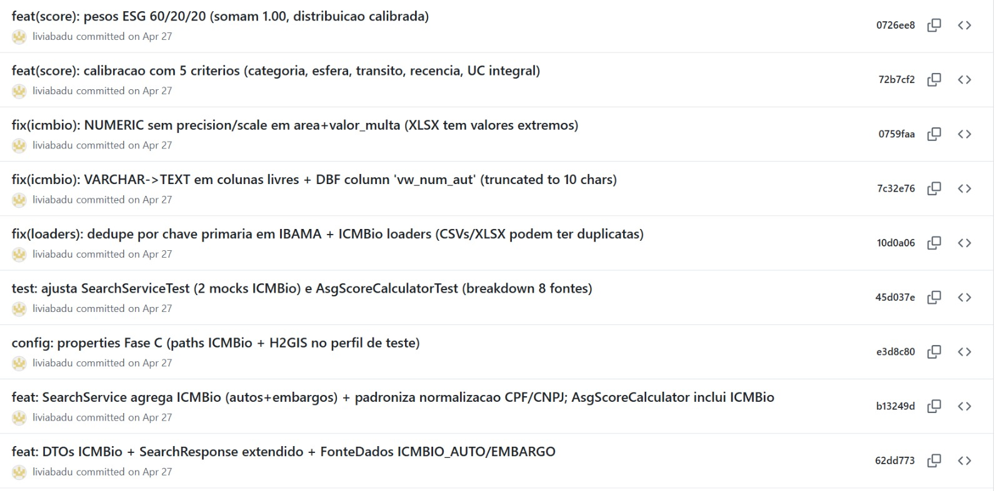 feat(score): pesos ESG 60/20/20 (somam 1.00, distribuicao calibrada)
livabadu committed on Apr 27
0726ee8
feat(score): calibracao com 5 criterios (categoria, esfera, transito, recencia, UC integral)
liviabadu committed on Apr 27
72b7cf2
fix(icmbio): NUMERIC sem precision/scale em area+valor_multa (XLSX tem valores extremos)
liviabadu committed on Apr 27
0759faa
fix(icmbio): VARCHAR->TEXT em colunas livres + DBF column 'vw_num_aut' (truncated to 10 chars)
liviabadu committed on Apr 27
7c32e76
fix(loaders): dedupe por chave primaria em IBAMA + ICMBio loaders (CSVs/XLSX podem ter duplicatas)
liviabadu committed on Apr 27
10d0a06
test: ajusta SearchServiceTest (2 mocks ICMBio) e AsgScoreCalculatorTest (breakdown 8 fontes)
liviabadu committed on Apr 27
45d037e
config: properties Fase C (paths ICMBio + H2GIS no perfil de teste)
liviabadu committed on Apr 27
e3d8c80
feat: SearchService agrega ICMBio (autos+embargos) + padroniza normalizacao CPF/CNPJ; AsgScoreCalculator inclui ICMBio
liviabadu committed on Apr 27
b13249d
feat: DTOs ICMBio + SearchResponse extendido + FonteDados ICMBIO_AUTO/EMBARGO
liviabadu committed on Apr 27
62dd773